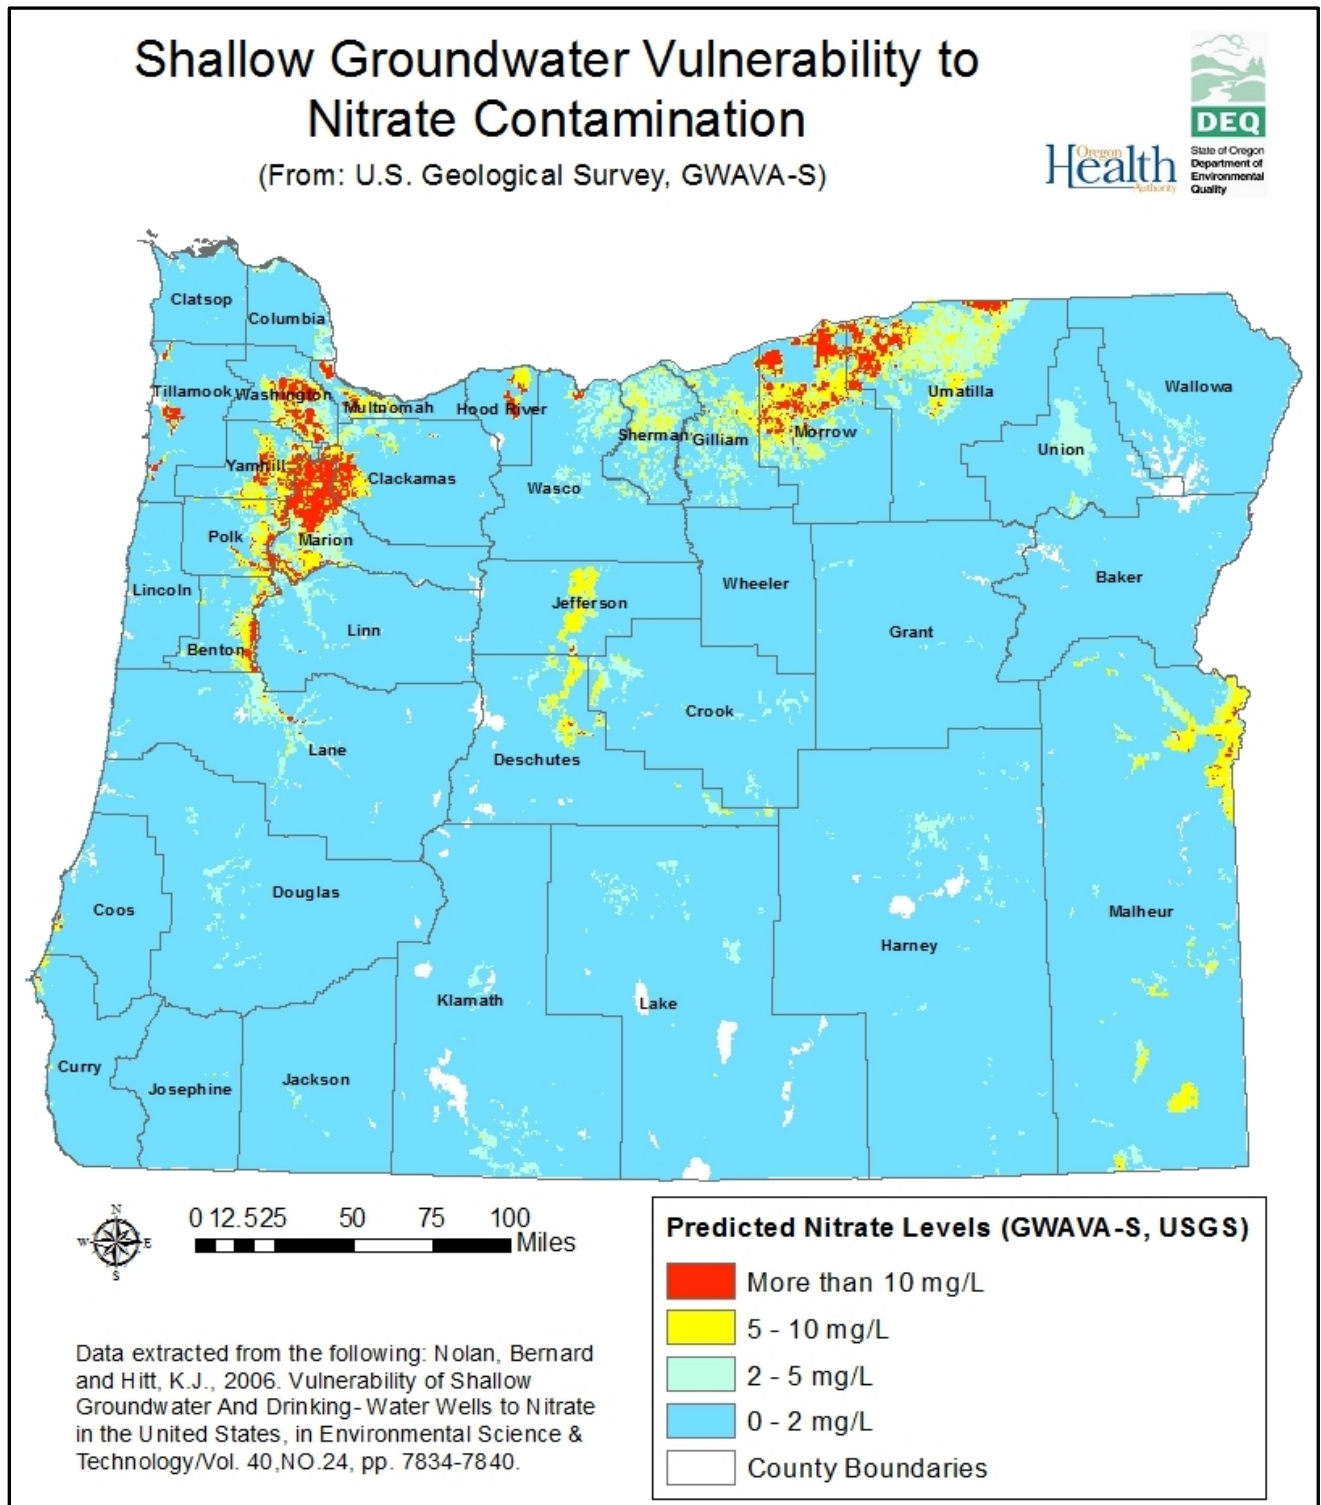 Shallow Groundwater Vulnerability to
Nitrate Contamination
(From: U.S. Geological Survey, GWAVA-S)
Oregon
Health
Authority
DEQ
State of Oregon
Department of
Environmental
Quality
Clatsop
Columbia
Tillamook
Washington
Multnomah
Hood River
Umatilla
Wallowa
Yamhill
Clackamas
Sherman
Gilliam
Morrow
Union
Wasco
Polk
Marion
Lincoln
Jefferson
Wheeler
Baker
Linn
Grant
Benton
Crook
Lane
Deschutes
Douglas
Coos
Malheur
Harney
Klamath
Lake
Curry
Josephine
Jackson
N
W E
S
0 12.525 50 75 100
Miles
Data extracted from the following: Nolan, Bernard
and Hitt, K.J., 2006. Vulnerability of Shallow
Groundwater And Drinking-Water Wells to Nitrate
in the United States, in Environmental Science &
Technology/Vol. 40,NO.24, pp. 7834-7840.
Predicted Nitrate Levels (GWAVA-S, USGS)
More than 10 mg/L
5 - 10 mg/L
2 - 5 mg/L
0 - 2 mg/L
County Boundaries